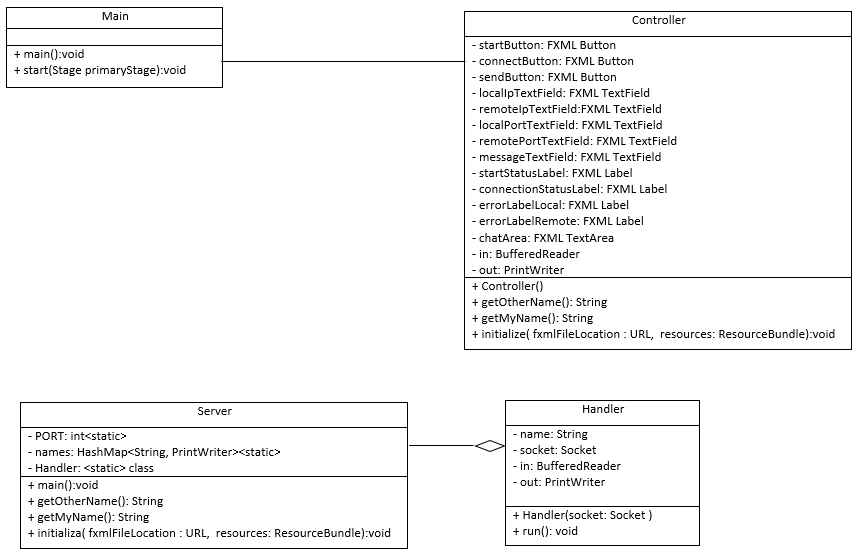 Main
+ main():void
+ start(Stage primaryStage):void
Controller
- startButton: FXML Button
- connectButton: FXML Button
- sendButton: FXML Button
- localIpTextField: FXML TextField
- remoteIpTextField:FXML TextField
- localPortTextField: FXML TextField
- remotePortTextField: FXML TextField
- messageTextField: FXML TextField
- startStatusLabel: FXML Label
- connectionStatusLabel: FXML Label
- errorLabelLocal: FXML Label
- errorLabelRemote: FXML Label
- chatArea: FXML TextArea
- in: BufferedReader
- out: PrintWriter
+ Controller()
+ getOtherName(): String
+ getMyName(): String
+ initialize( fxmlFileLocation : URL, resources: ResourceBundle):void
Server
- PORT: int<static>
- names: HashMap<String, PrintWriter><static>
- Handler: <static> class
+ main():void
+ getOtherName(): String
+ getMyName(): String
+ initializa( fxmlFileLocation : URL, resources: ResourceBundle):void
Handler
- name: String
- socket: Socket
- in: BufferedReader
- out: PrintWriter
+ Handler(socket: Socket )
+ run(): void